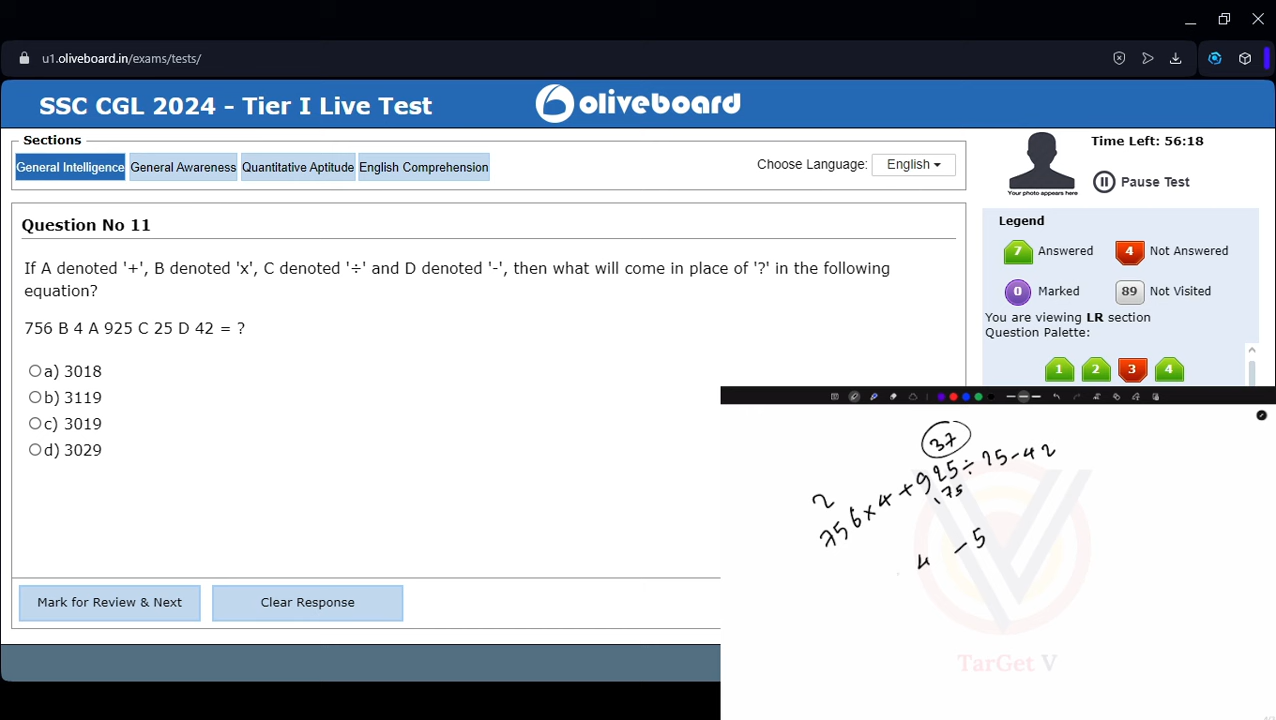 u1.oliveboard.in/exams/tests/
SSC CGL 2024 - Tier I Live Test
oliveboard
Sections
General Intelligence
General Awareness
Quantitative Aptitude
English Comprehension
Choose Language:
English
Time Left: 56:18
Your photo appears here
Pause Test
Question No 11
If A denoted '+', B denoted 'x', C denoted '÷' and D denoted '-', then what will come in place of '?' in the following
equation?
756 B 4 A 925 C 25 D 42 = ?
a) 3018
b) 3119
c) 3019
d) 3029
Mark for Review & Next
Clear Response
Legend
7 Answered
4 Not Answered
0 Marked
89 Not Visited
You are viewing LR section
Question Palette:
1 2 3 4
37
2
756×4+925÷25-42
175
4 -5
TarGet V